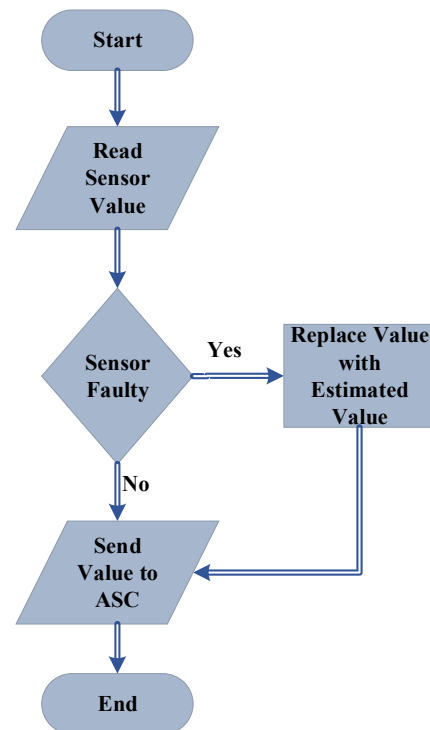 Start
Read
Sensor
Value
Sensor
Faulty
Yes
Replace Value
with
Estimated
Value
No
Send
Value to
ASC
End